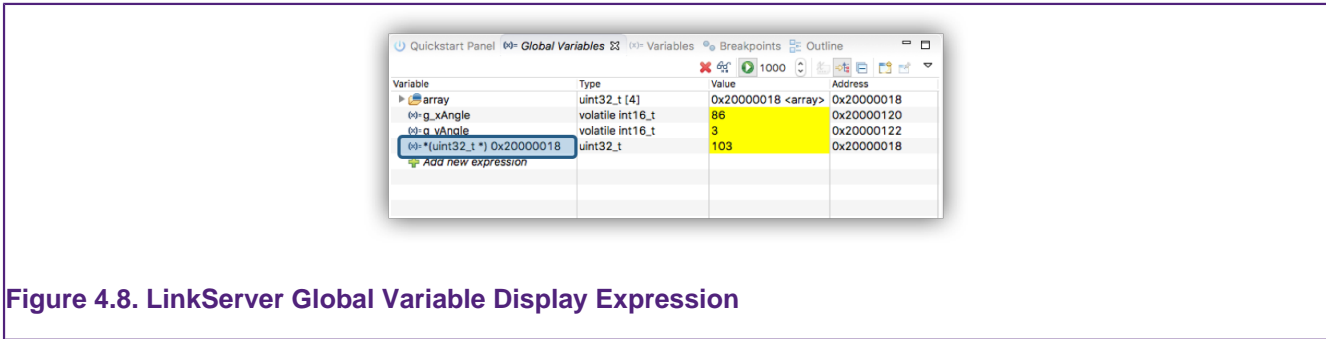 Quickstart Panel (x)= Global Variables (x)= Variables Breakpoints Outline
1000
Variable Type Value Address
array uint32_t [4] 0x20000018 <array> 0x20000018
(x)= g_xAngle volatile int16_t 86 0x20000120
(x)= g_yAngle volatile int16_t 3 0x20000122
(x)= *(uint32_t *) 0x20000018 uint32_t 103 0x20000018
Add new expression
Figure 4.8. LinkServer Global Variable Display Expression